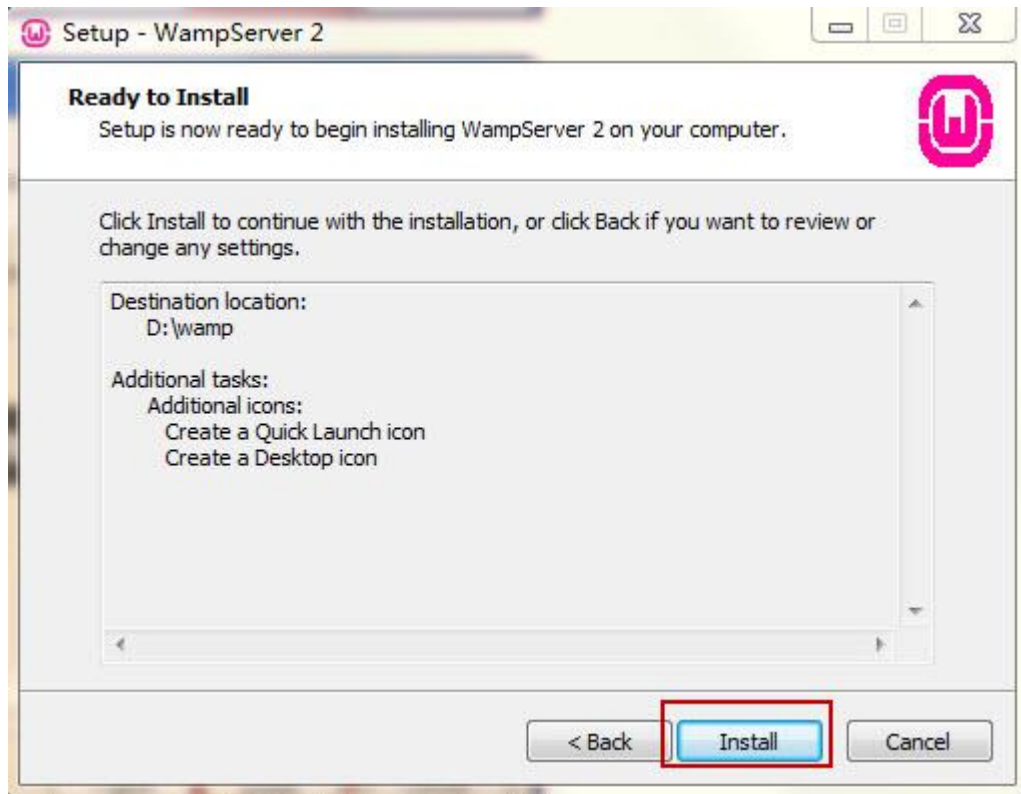 Setup - WampServer 2
Ready to Install
Setup is now ready to begin installing WampServer 2 on your computer.
Click Install to continue with the installation, or click Back if you want to review or
change any settings.
Destination location:
D:\wamp
Additional tasks:
Additional icons:
Create a Quick Launch icon
Create a Desktop icon
< Back
Install
Cancel